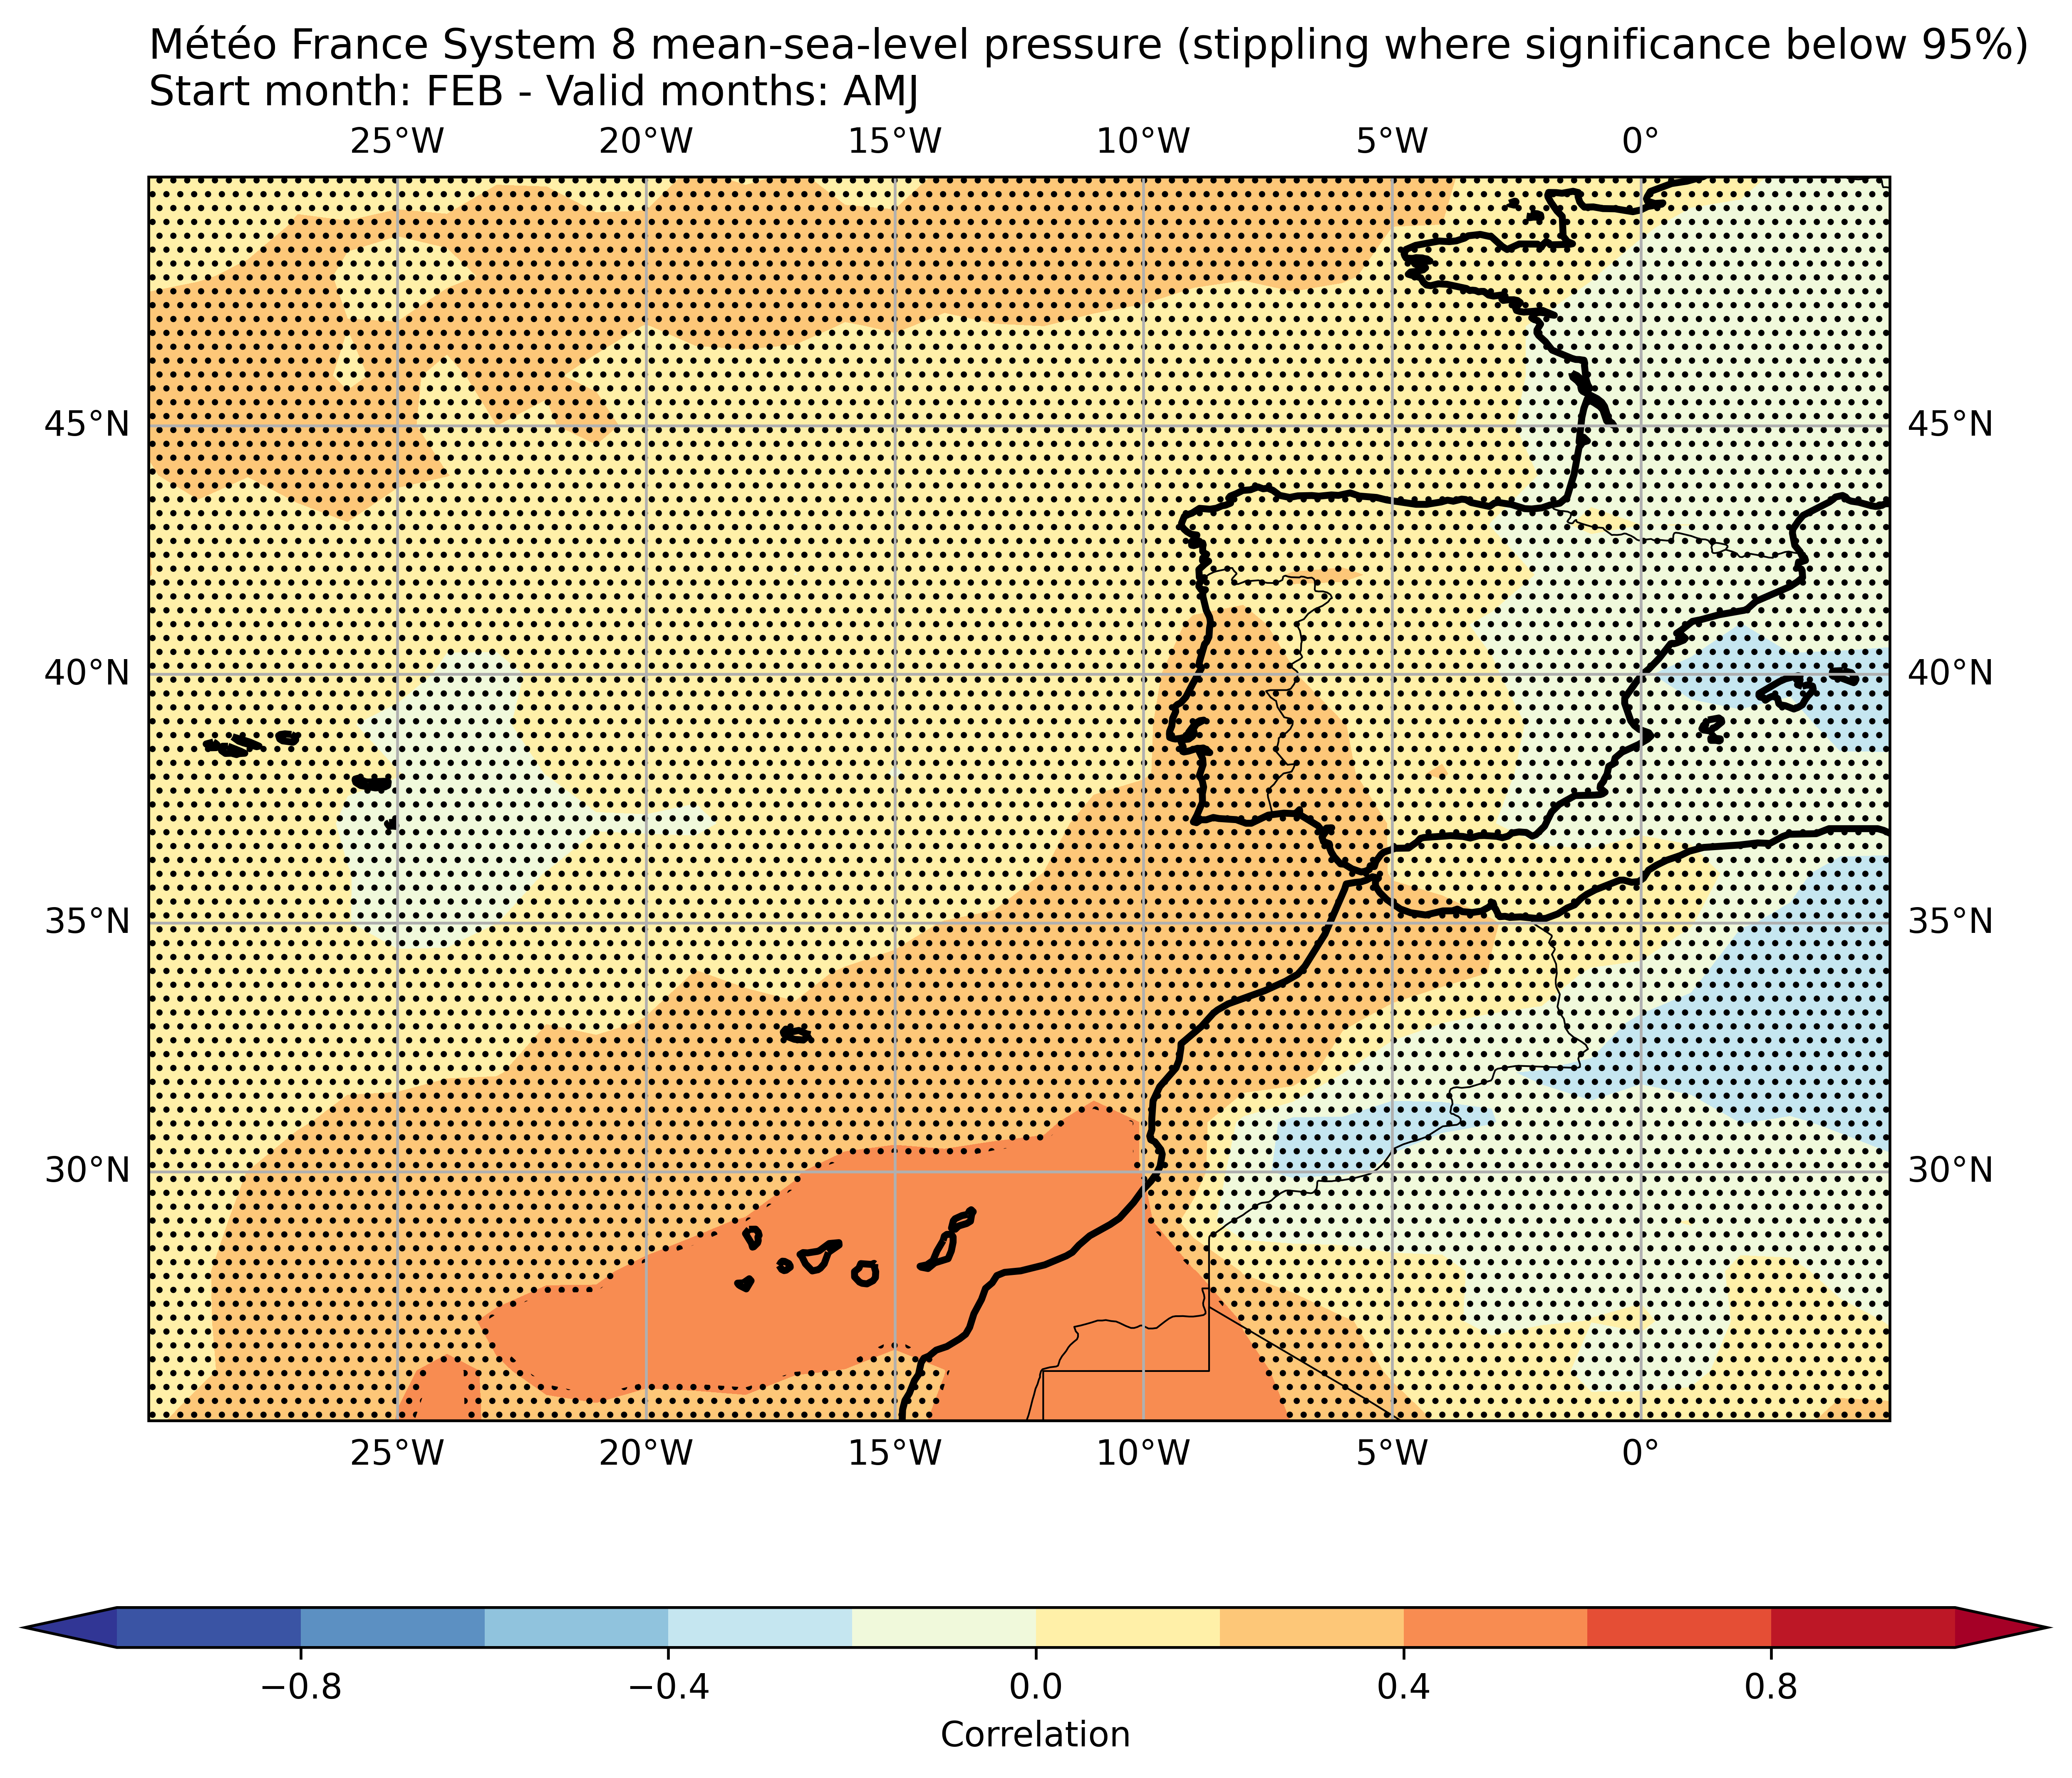 Météo France System 8 mean-sea-level pressure (stippling where significance below 95%)
Start month: FEB - Valid months: AMJ
25°W 20°W 15°W 10°W 5°W 0°
45°N 45°N
40°N 40°N
35°N 35°N
30°N 30°N
25°W 20°W 15°W 10°W 5°W 0°
−0.8 −0.4 0.0 0.4 0.8
Correlation